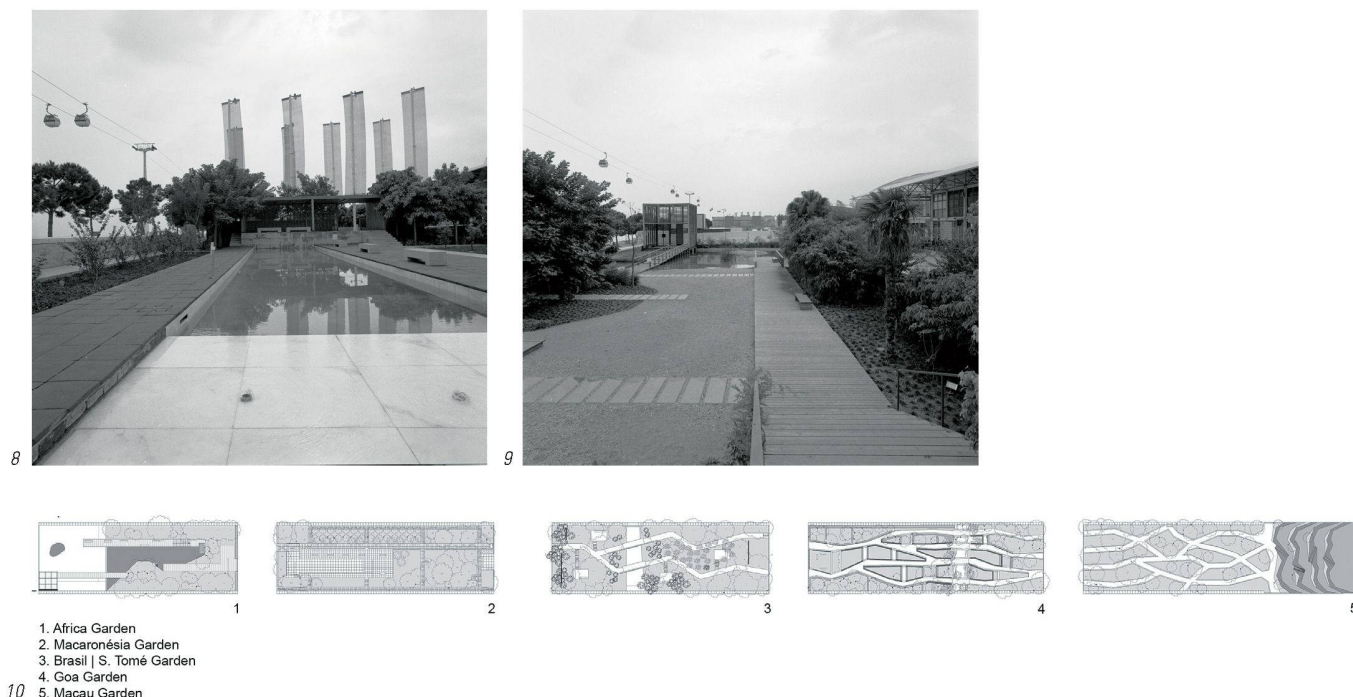 8
9
1
2
3
4
5
1. Africa Garden
2. Macaronésia Garden
3. Brasil | S. Tomé Garden
4. Goa Garden
10
5. Macau Garden